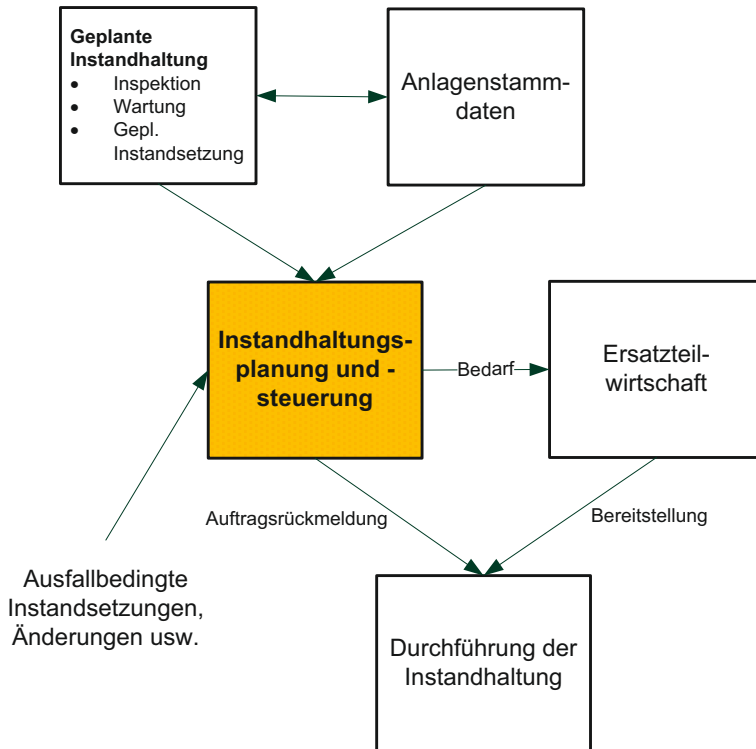 Geplante
Instandhaltung
• Inspektion
• Wartung
• Gepl.
Instandsetzung
Anlagenstamm-
daten
Instandhaltungs-
planung und -
steuerung
Bedarf
Ersatzteil-
wirtschaft
Auftragsrückmeldung
Bereitstellung
Ausfallbedingte
Instandsetzungen,
Änderungen usw.
Durchführung der
Instandhaltung